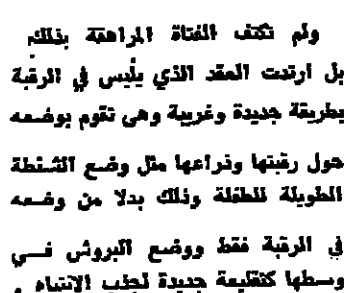 ولم تكتف الفتاة المراهقة بذلك
بل ارتدت العقد الذي يلبس في الرقبة
بطريقة جديدة وغريبة وهى تقوم بوضعه
حول رقبتها وذراعها مثل وضع الشنطة
الطويلة للطفلة وذلك بدلا من وضعه
في الرقبة فقط ووضع البروش فى
وسطها كتقليعة جديدة لجذب الانتباه .